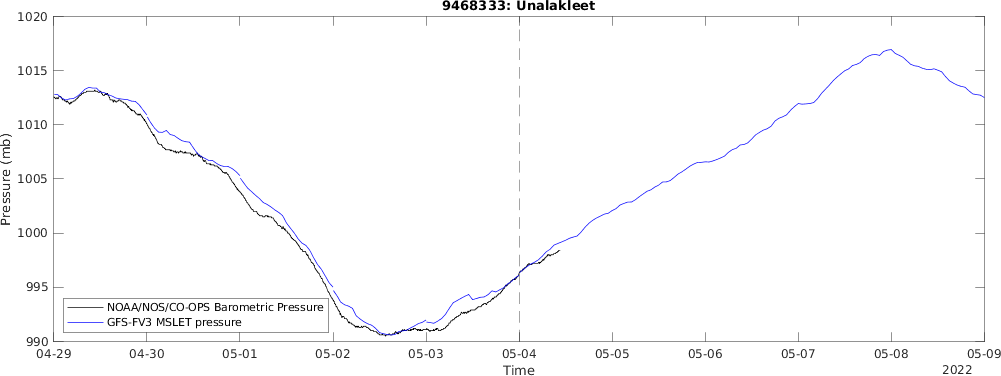 9468333: Unalakleet
1020
1015
1010
1005
1000
995
990
Pressure (mb)
NOAA/NOS/CO-OPS Barometric Pressure
GFS-FV3 MSLET pressure
04-29 04-30 05-01 05-02 05-03 05-04 05-05 05-06 05-07 05-08 05-09
Time
2022